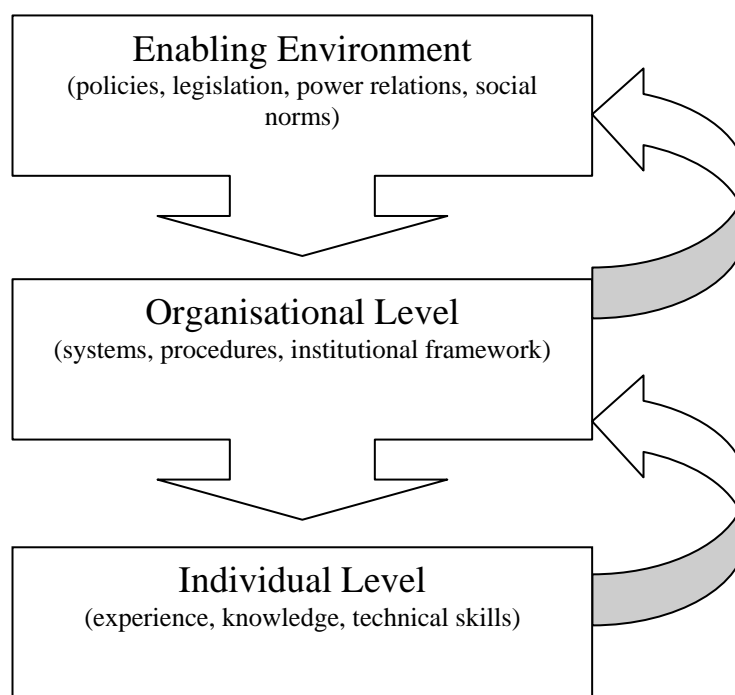 Enabling Environment
(policies, legislation, power relations, social
norms)
Organisational Level
(systems, procedures, institutional framework)
Individual Level
(experience, knowledge, technical skills)